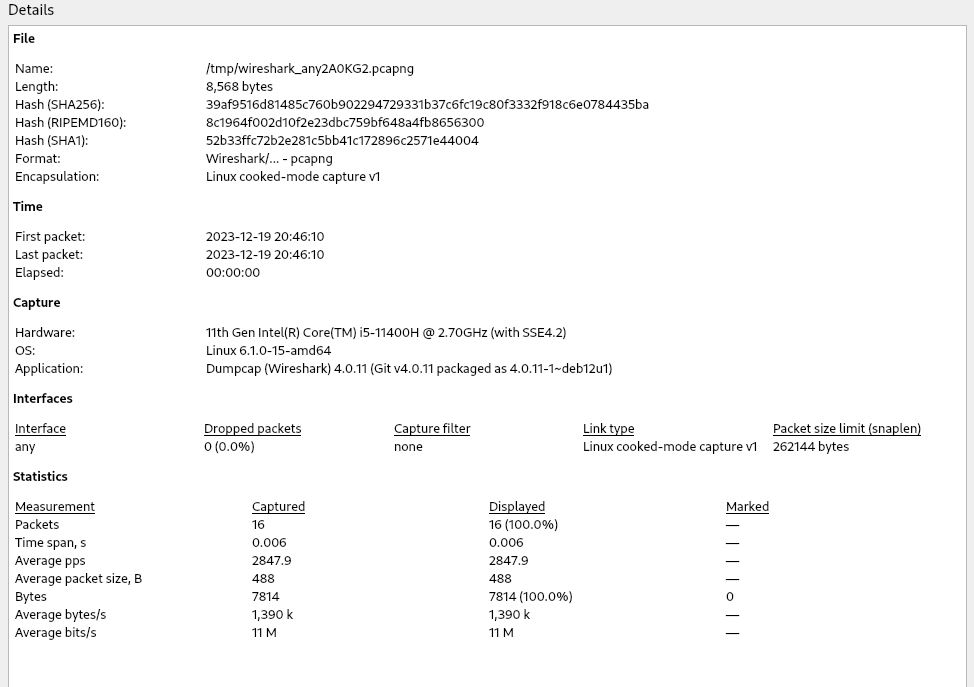 Details
File
Name: /tmp/wireshark_any2A0KG2.pcapng
Length: 8,568 bytes
Hash (SHA256): 39af9516d81485c760b902294729331b37c6fc19c80f3332f918c6e0784435ba
Hash (RIPEMD160): 8c1964f002d10f2e23dbc759bf648a4fb8656300
Hash (SHA1): 52b33ffc72b2e281c5bb41c172896c2571e44004
Format: Wireshark/... - pcapng
Encapsulation: Linux cooked-mode capture v1
Time
First packet: 2023-12-19 20:46:10
Last packet: 2023-12-19 20:46:10
Elapsed: 00:00:00
Capture
Hardware: 11th Gen Intel(R) Core(TM) i5-11400H @ 2.70GHz (with SSE4.2)
OS: Linux 6.1.0-15-amd64
Application: Dumpcap (Wireshark) 4.0.11 (Git v4.0.11 packaged as 4.0.11-1~deb12u1)
Interfaces
Interface Dropped packets Capture filter Link type Packet size limit (snaplen)
any 0 (0.0%) none Linux cooked-mode capture v1 262144 bytes
Statistics
Measurement Captured Displayed Marked
Packets 16 16 (100.0%) —
Time span, s 0.006 0.006 —
Average pps 2847.9 2847.9 —
Average packet size, B 488 488 —
Bytes 7814 7814 (100.0%) 0
Average bytes/s 1,390 k 1,390 k —
Average bits/s 11 M 11 M —